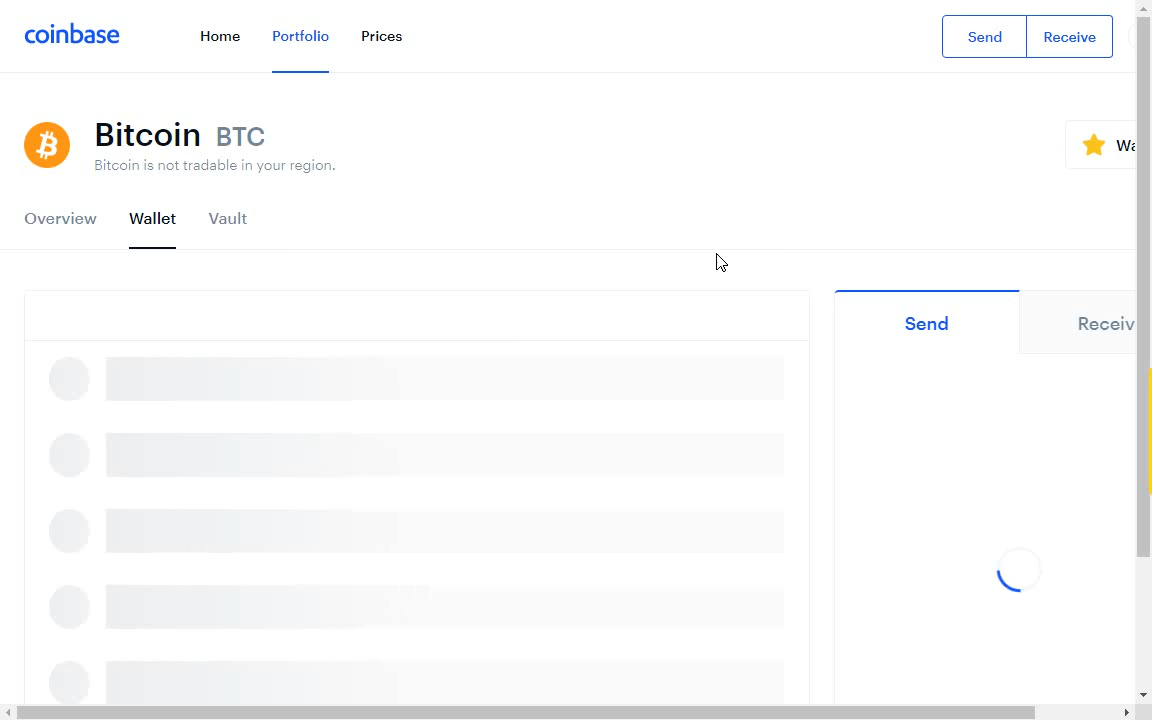 coinbase
Home
Portfolio
Prices
Send
Receive
Bitcoin BTC
Bitcoin is not tradable in your region.
Overview
Wallet
Vault
Send